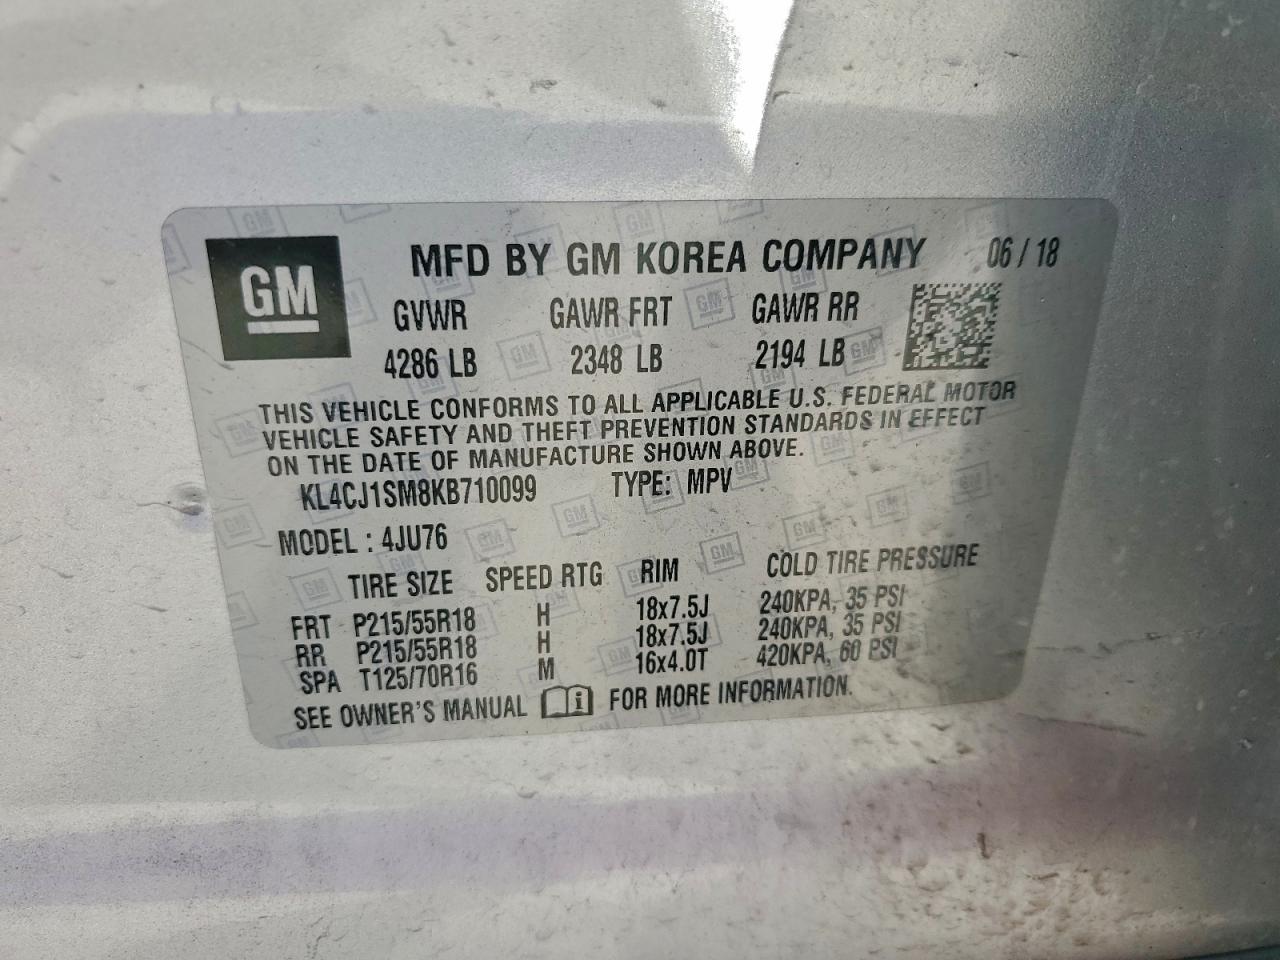 GM
MFD BY GM KOREA COMPANY 06/18
GVWR GAWR FRT GAWR RR
4286 LB 2348 LB 2194 LB
THIS VEHICLE CONFORMS TO ALL APPLICABLE U.S. FEDERAL MOTOR
VEHICLE SAFETY AND THEFT PREVENTION STANDARDS IN EFFECT
ON THE DATE OF MANUFACTURE SHOWN ABOVE.
KL4CJ1SM8KB710099 TYPE: MPV
MODEL : 4JU76
TIRE SIZE SPEED RTG RIM COLD TIRE PRESSURE
FRT P215/55R18 H 18x7.5J 240KPA, 35 PSI
RR P215/55R18 H 18x7.5J 240KPA, 35 PSI
SPA T125/70R16 M 16x4.0T 420KPA, 60 PSI
SEE OWNER'S MANUAL i FOR MORE INFORMATION.